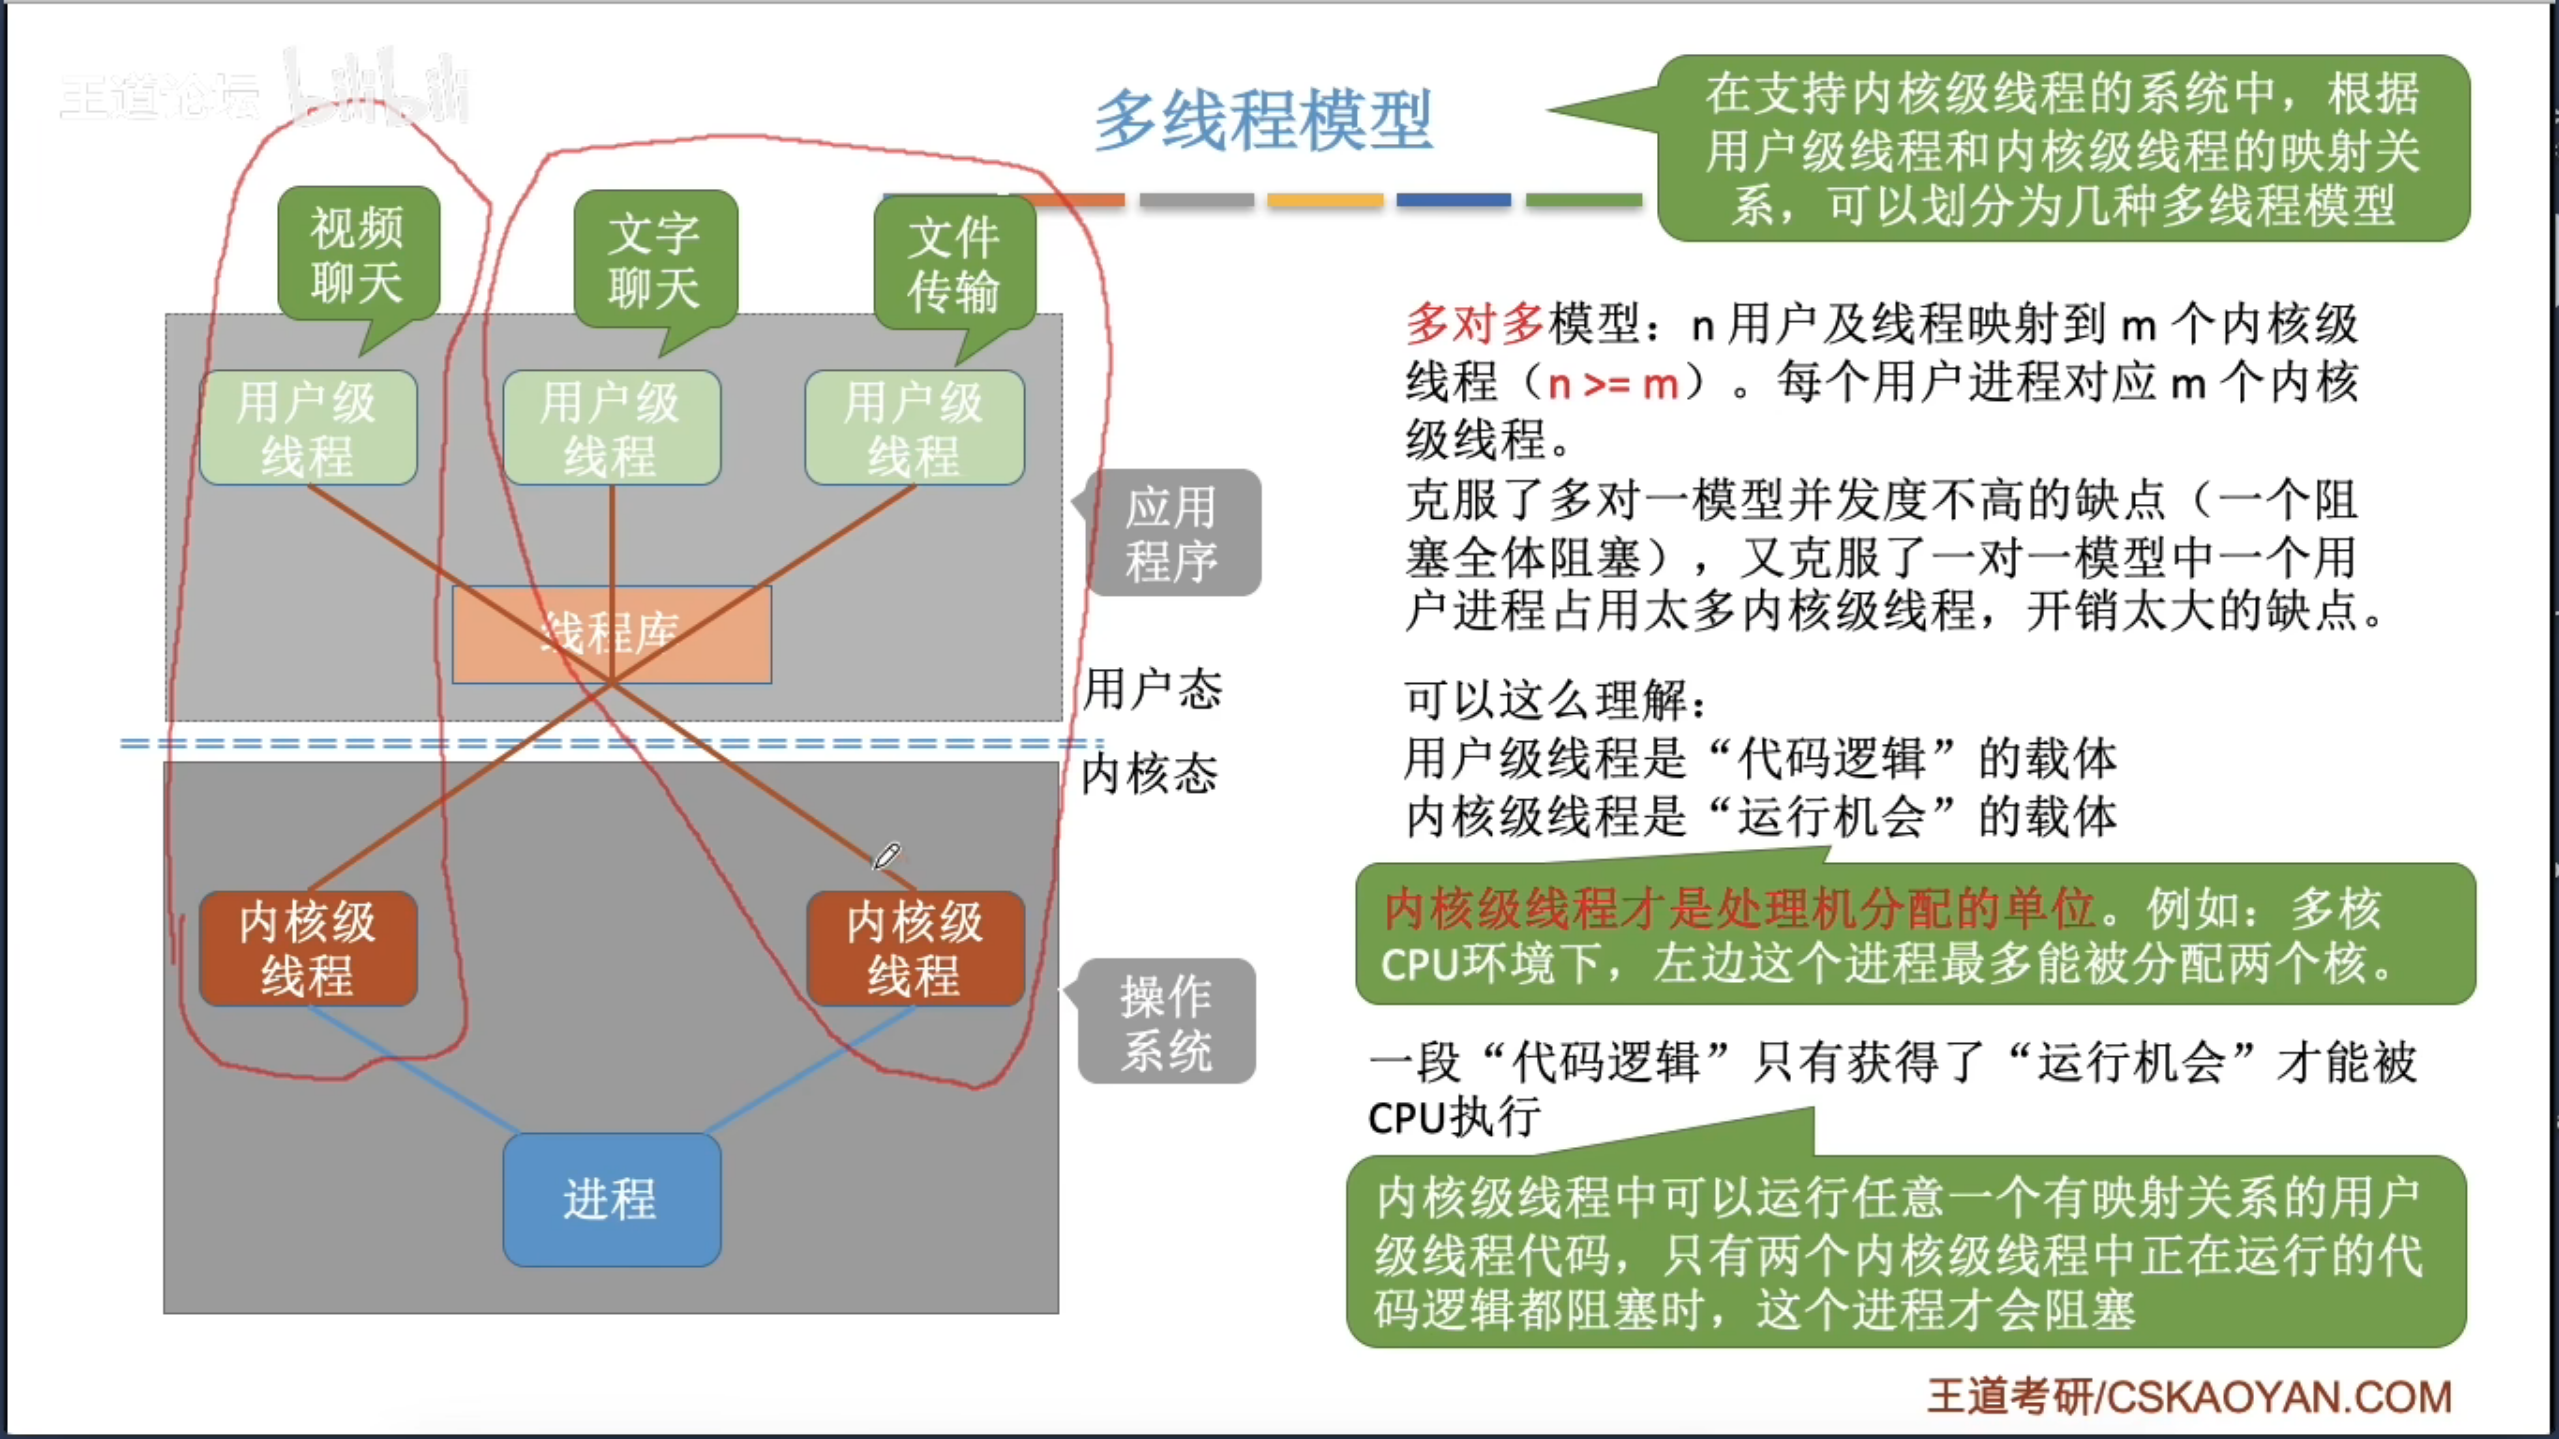 王道论坛 bilibili
多线程模型
在支持内核级线程的系统中，根据
用户级线程和内核级线程的映射关
系，可以划分为几种多线程模型
视频
聊天
文字
聊天
文件
传输
用户级
线程
用户级
线程
用户级
线程
线程库
应用
程序
用户态
内核态
内核级
线程
内核级
线程
操作
系统
进程
多对多模型：n 用户及线程映射到 m 个内核级
线程（n >= m）。每个用户进程对应 m 个内核
级线程。
克服了多对一模型并发度不高的缺点（一个阻
塞全体阻塞），又克服了一对一模型中一个用
户进程占用太多内核级线程，开销太大的缺点。
可以这么理解：
用户级线程是“代码逻辑”的载体
内核级线程是“运行机会”的载体
内核级线程才是处理机分配的单位。例如：多核
CPU环境下，左边这个进程最多能被分配两个核。
一段“代码逻辑”只有获得了“运行机会”才能被
CPU执行
内核级线程中可以运行任意一个有映射关系的用户
级线程代码，只有两个内核级线程中正在运行的代
码逻辑都阻塞时，这个进程才会阻塞
王道考研/CSKAOYAN.COM